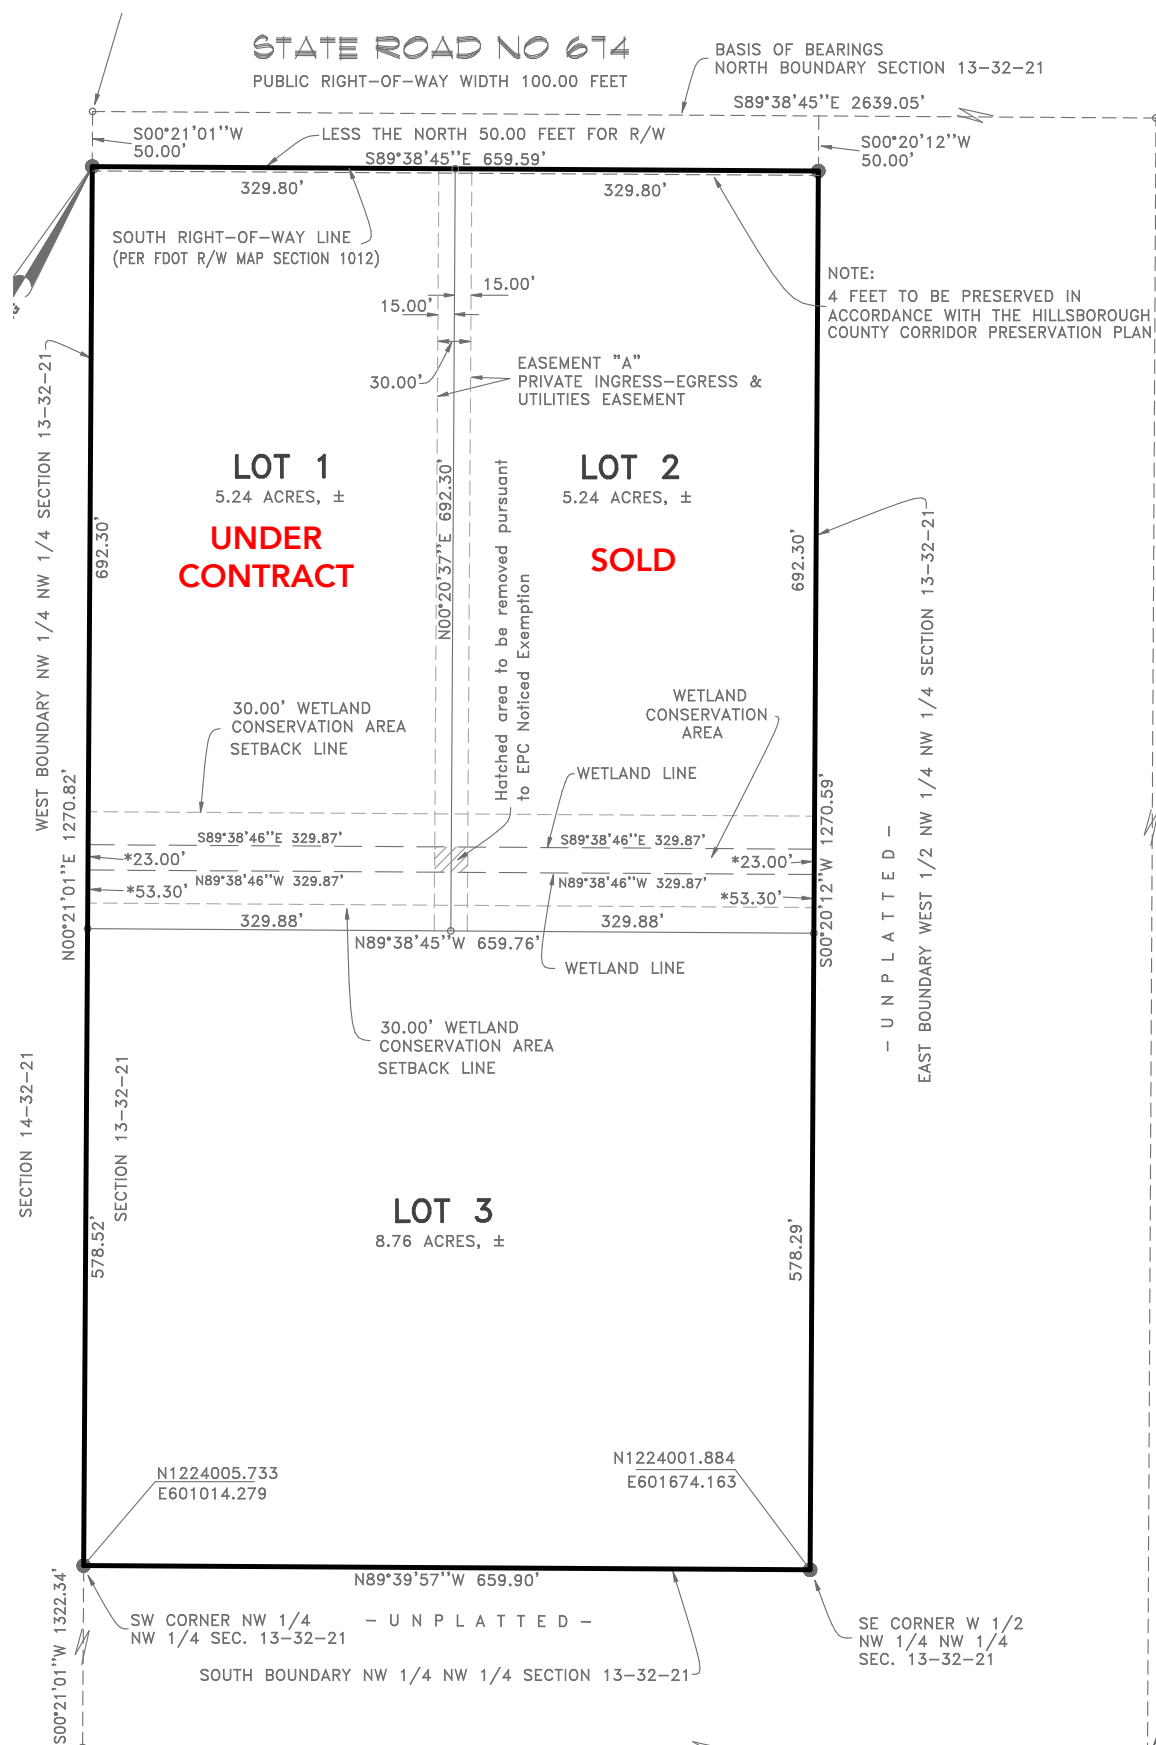 STATE ROAD NO 674
PUBLIC RIGHT-OF-WAY WIDTH 100.00 FEET
BASIS OF BEARINGS
NORTH BOUNDARY SECTION 13-32-21
S89°38'45''E 2639.05'
S00°21'01''W
50.00'
LESS THE NORTH 50.00 FEET FOR R/W
S89°38'45''E 659.59'
S00°20'12''W
50.00'
329.80'
329.80'
SOUTH RIGHT-OF-WAY LINE
(PER FDOT R/W MAP SECTION 1012)
NOTE:
4 FEET TO BE PRESERVED IN
ACCORDANCE WITH THE HILLSBOROUGH
COUNTY CORRIDOR PRESERVATION PLAN
15.00'
15.00'
30.00'
EASEMENT "A"
PRIVATE INGRESS-EGRESS &
UTILITIES EASEMENT
WEST BOUNDARY NW 1/4 NW 1/4 SECTION 13-32-21
LOT 1
5.24 ACRES, ±
UNDER
CONTRACT
LOT 2
5.24 ACRES, ±
SOLD
692.30'
N00°20'37''E 692.30'
Hatched area to be removed pursuant
to EPC Noticed Exemption
692.30'
EAST BOUNDARY WEST 1/2 NW 1/4 NW 1/4 SECTION 13-32-21
30.00' WETLAND
CONSERVATION AREA
SETBACK LINE
WETLAND
CONSERVATION
AREA
WETLAND LINE
N00°21'01''E 1270.82'
S00°20'12''W 1270.59'
S89°38'46''E 329.87'
S89°38'46''E 329.87'
*23.00'
*23.00'
N89°38'46''W 329.87'
N89°38'46''W 329.87'
*53.30'
*53.30'
329.88'
329.88'
N89°38'45''W 659.76'
WETLAND LINE
- U N P L A T T E D -
30.00' WETLAND
CONSERVATION AREA
SETBACK LINE
SECTION 14-32-21
SECTION 13-32-21
LOT 3
8.76 ACRES, ±
578.52'
578.29'
N1224005.733
E601014.279
N1224001.884
E601674.163
N89°39'57''W 659.90'
S00°21'01''W 1322.34'
SW CORNER NW 1/4
NW 1/4 SEC. 13-32-21
- U N P L A T T E D -
SE CORNER W 1/2
NW 1/4 NW 1/4
SEC. 13-32-21
SOUTH BOUNDARY NW 1/4 NW 1/4 SECTION 13-32-21